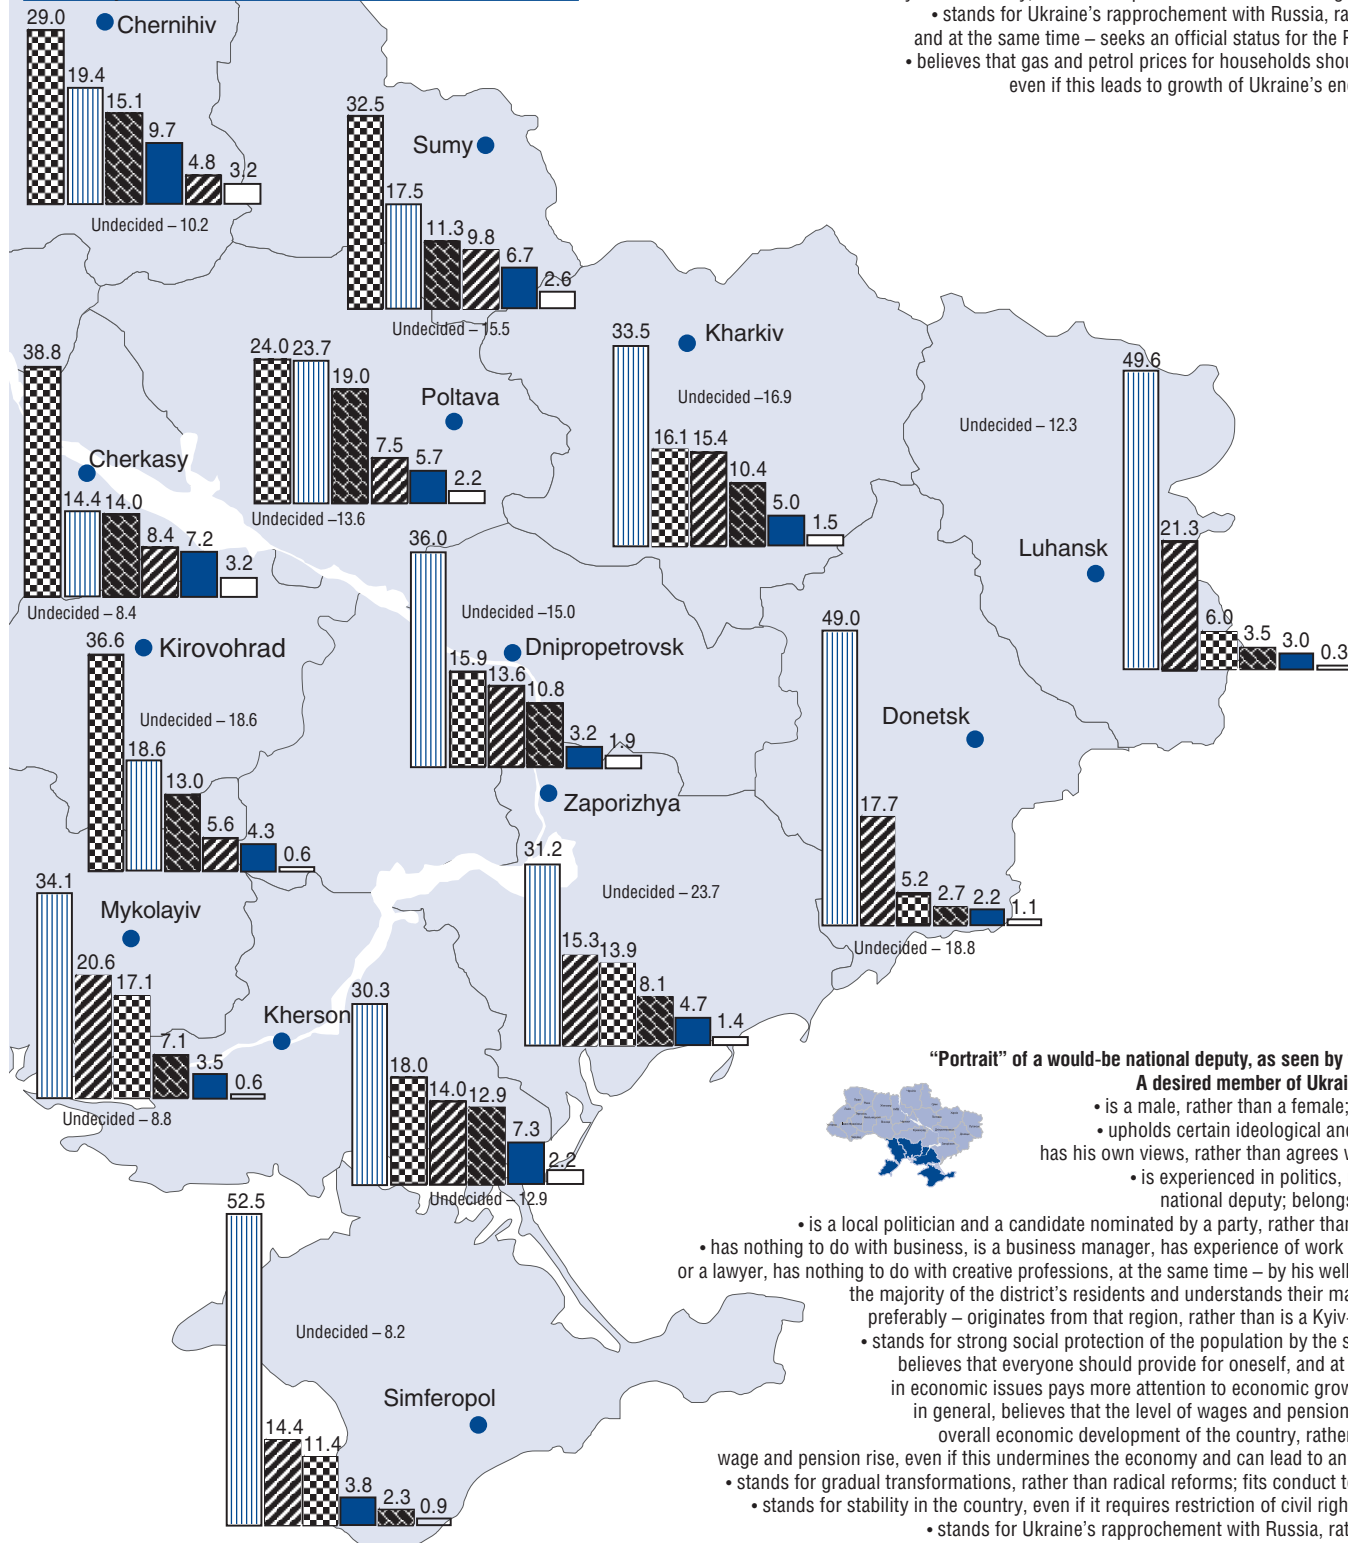 • stands for Ukraine’s rapprochement with Russia, ra
and at the same time – seeks an official status for the
• believes that gas and petrol prices for households shou
even if this leads to growth of Ukraine’s en
29.0
Chernihiv
19.4
15.1
9.7
4.8
3.2
Undecided – 10.2
32.5
Sumy
17.5
11.3
9.8
6.7
2.6
Undecided – 15.5
33.5
Kharkiv
Undecided –16.9
16.1
15.4
10.4
5.0
1.5
49.6
Undecided – 12.3
21.3
Luhansk
6.0
3.5
3.0
0.3
24.0
23.7
19.0
Poltava
7.5
5.7
2.2
Undecided –13.6
38.8
Cherkasy
14.4
14.0
8.4
7.2
3.2
Undecided – 8.4
36.0
Undecided –15.0
Dnipropetrovsk
15.9
13.6
10.8
3.2
1.9
36.6
Kirovohrad
Undecided – 18.6
18.6
13.0
5.6
4.3
0.6
49.0
Donetsk
17.7
5.2
2.7
2.2
1.1
Undecided – 18.8
Zaporizhya
31.2
Undecided – 23.7
15.3
13.9
8.1
4.7
1.4
34.1
Mykolayiv
20.6
17.1
7.1
3.5
0.6
Undecided – 8.8
30.3
Kherson
18.0
14.0
12.9
7.3
2.2
Undecided – 12.9
52.5
Undecided – 8.2
Simferopol
14.4
11.4
3.8
2.3
0.9
“Portrait” of a would-be national deputy, as seen by
A desired member of Ukrai
• is a male, rather than a female;
• upholds certain ideological and
has his own views, rather than agrees w
• is experienced in politics,
national deputy; belongs
• is a local politician and a candidate nominated by a party, rather than
• has nothing to do with business, is a business manager, has experience of work
or a lawyer, has nothing to do with creative professions, at the same time – by his well
the majority of the district’s residents and understands their ma
preferably – originates from that region, rather than is a Kyiv-
• stands for strong social protection of the population by the s
believes that everyone should provide for oneself, and at
in economic issues pays more attention to economic grow
in general, believes that the level of wages and pension
overall economic development of the country, rather
wage and pension rise, even if this undermines the economy and can lead to an
• stands for gradual transformations, rather than radical reforms; fits conduct to
• stands for stability in the country, even if it requires restriction of civil righ
• stands for Ukraine’s rapprochement with Russia, rat